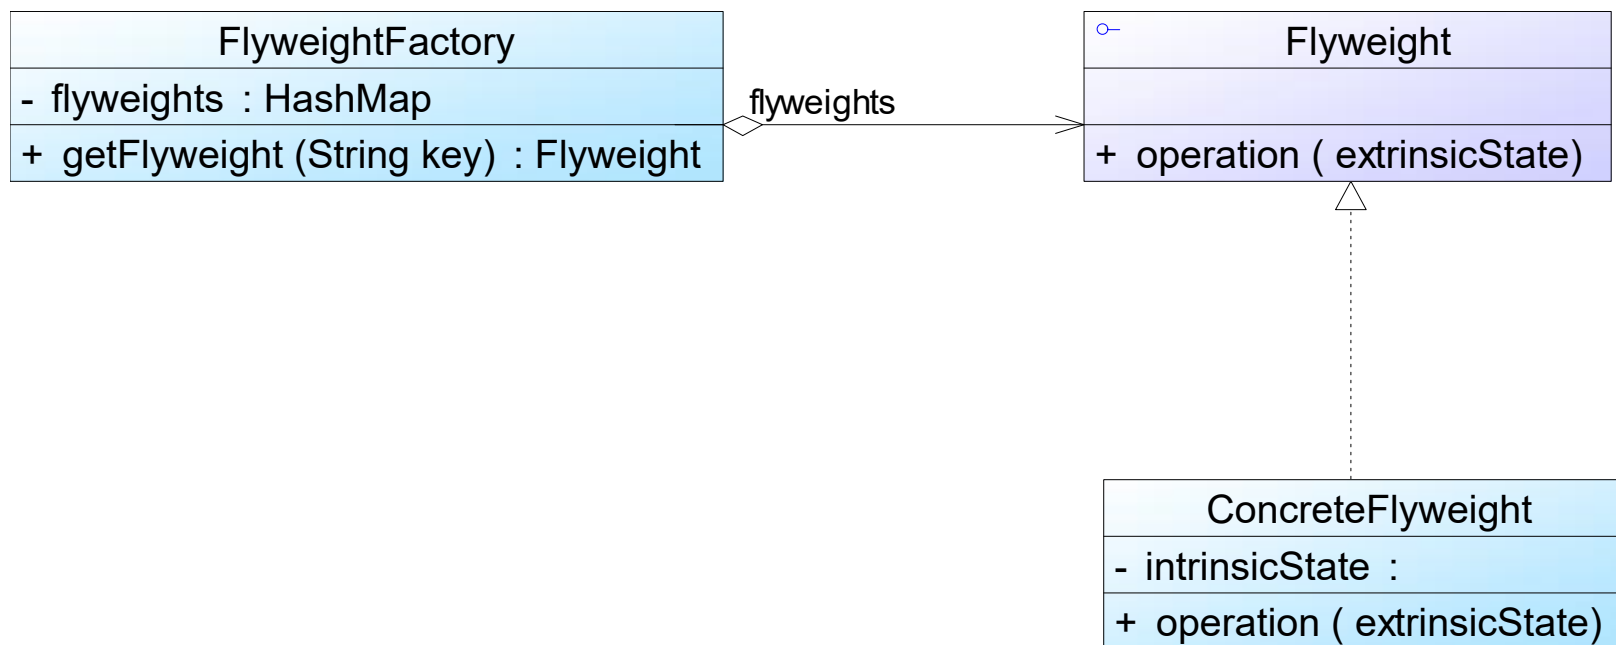 FlyweightFactory
- flyweights : HashMap
+ getFlyweight (String key) : Flyweight
flyweights
Flyweight
+ operation ( extrinsicState)
ConcreteFlyweight
- intrinsicState :
+ operation ( extrinsicState)